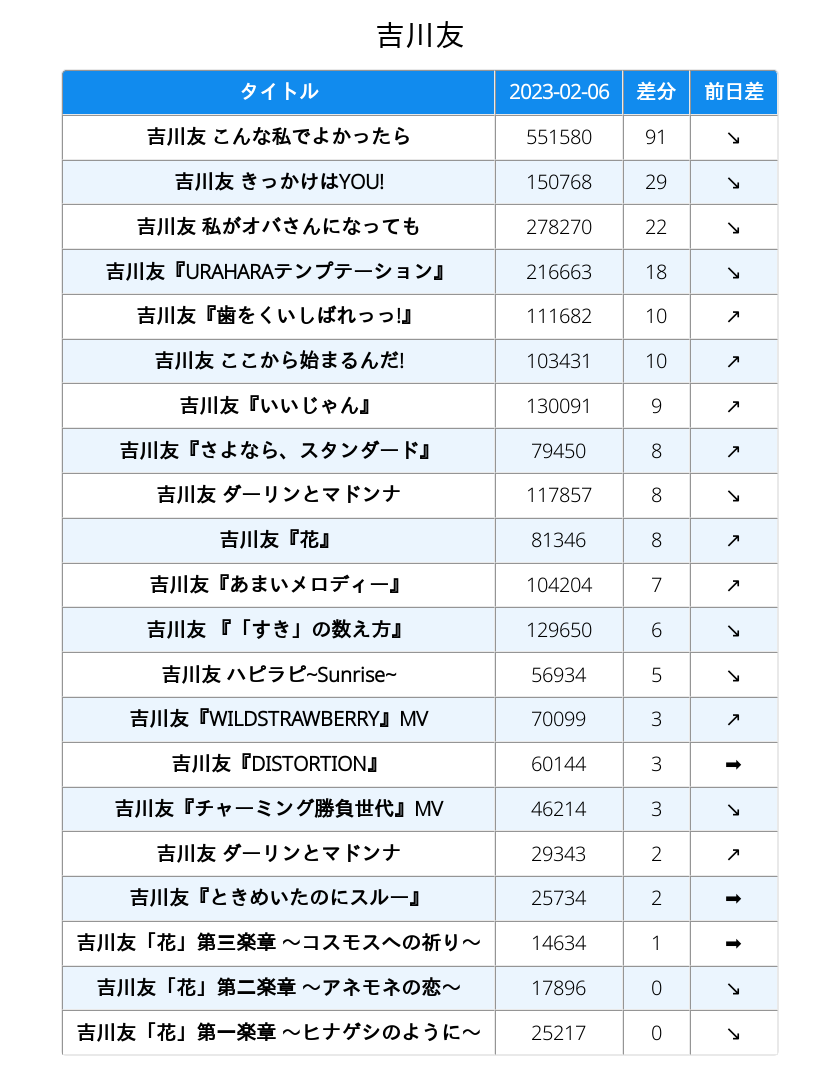 吉川友
タイトル 2023-02-06 差分 前日差
吉川友 こんな私でよかったら 551580 91 ↘
吉川友 きっかけはYOU! 150768 29 ↘
吉川友 私がオバさんになっても 278270 22 ↘
吉川友『URAHARAテンプテーション』 216663 18 ↘
吉川友『歯をくいしばれっっ!』 111682 10 ↗
吉川友 ここから始まるんだ! 103431 10 ↗
吉川友『いいじゃん』 130091 9 ↗
吉川友『さよなら、スタンダード』 79450 8 ↗
吉川友 ダーリンとマドンナ 117857 8 ↘
吉川友『花』 81346 8 ↗
吉川友『あまいメロディー』 104204 7 ↗
吉川友 『「すき」の数え方』 129650 6 ↘
吉川友 ハピラピ~Sunrise~ 56934 5 ↘
吉川友『WILDSTRAWBERRY』MV 70099 3 ↗
吉川友『DISTORTION』 60144 3 ➡
吉川友『チャーミング勝負世代』MV 46214 3 ↘
吉川友 ダーリンとマドンナ 29343 2 ↗
吉川友『ときめいたのにスルー』 25734 2 ➡
吉川友「花」第三楽章 〜コスモスへの祈り〜 14634 1 ➡
吉川友「花」第二楽章 〜アネモネの恋〜 17896 0 ↘
吉川友「花」第一楽章 〜ヒナゲシのように〜 25217 0 ↘